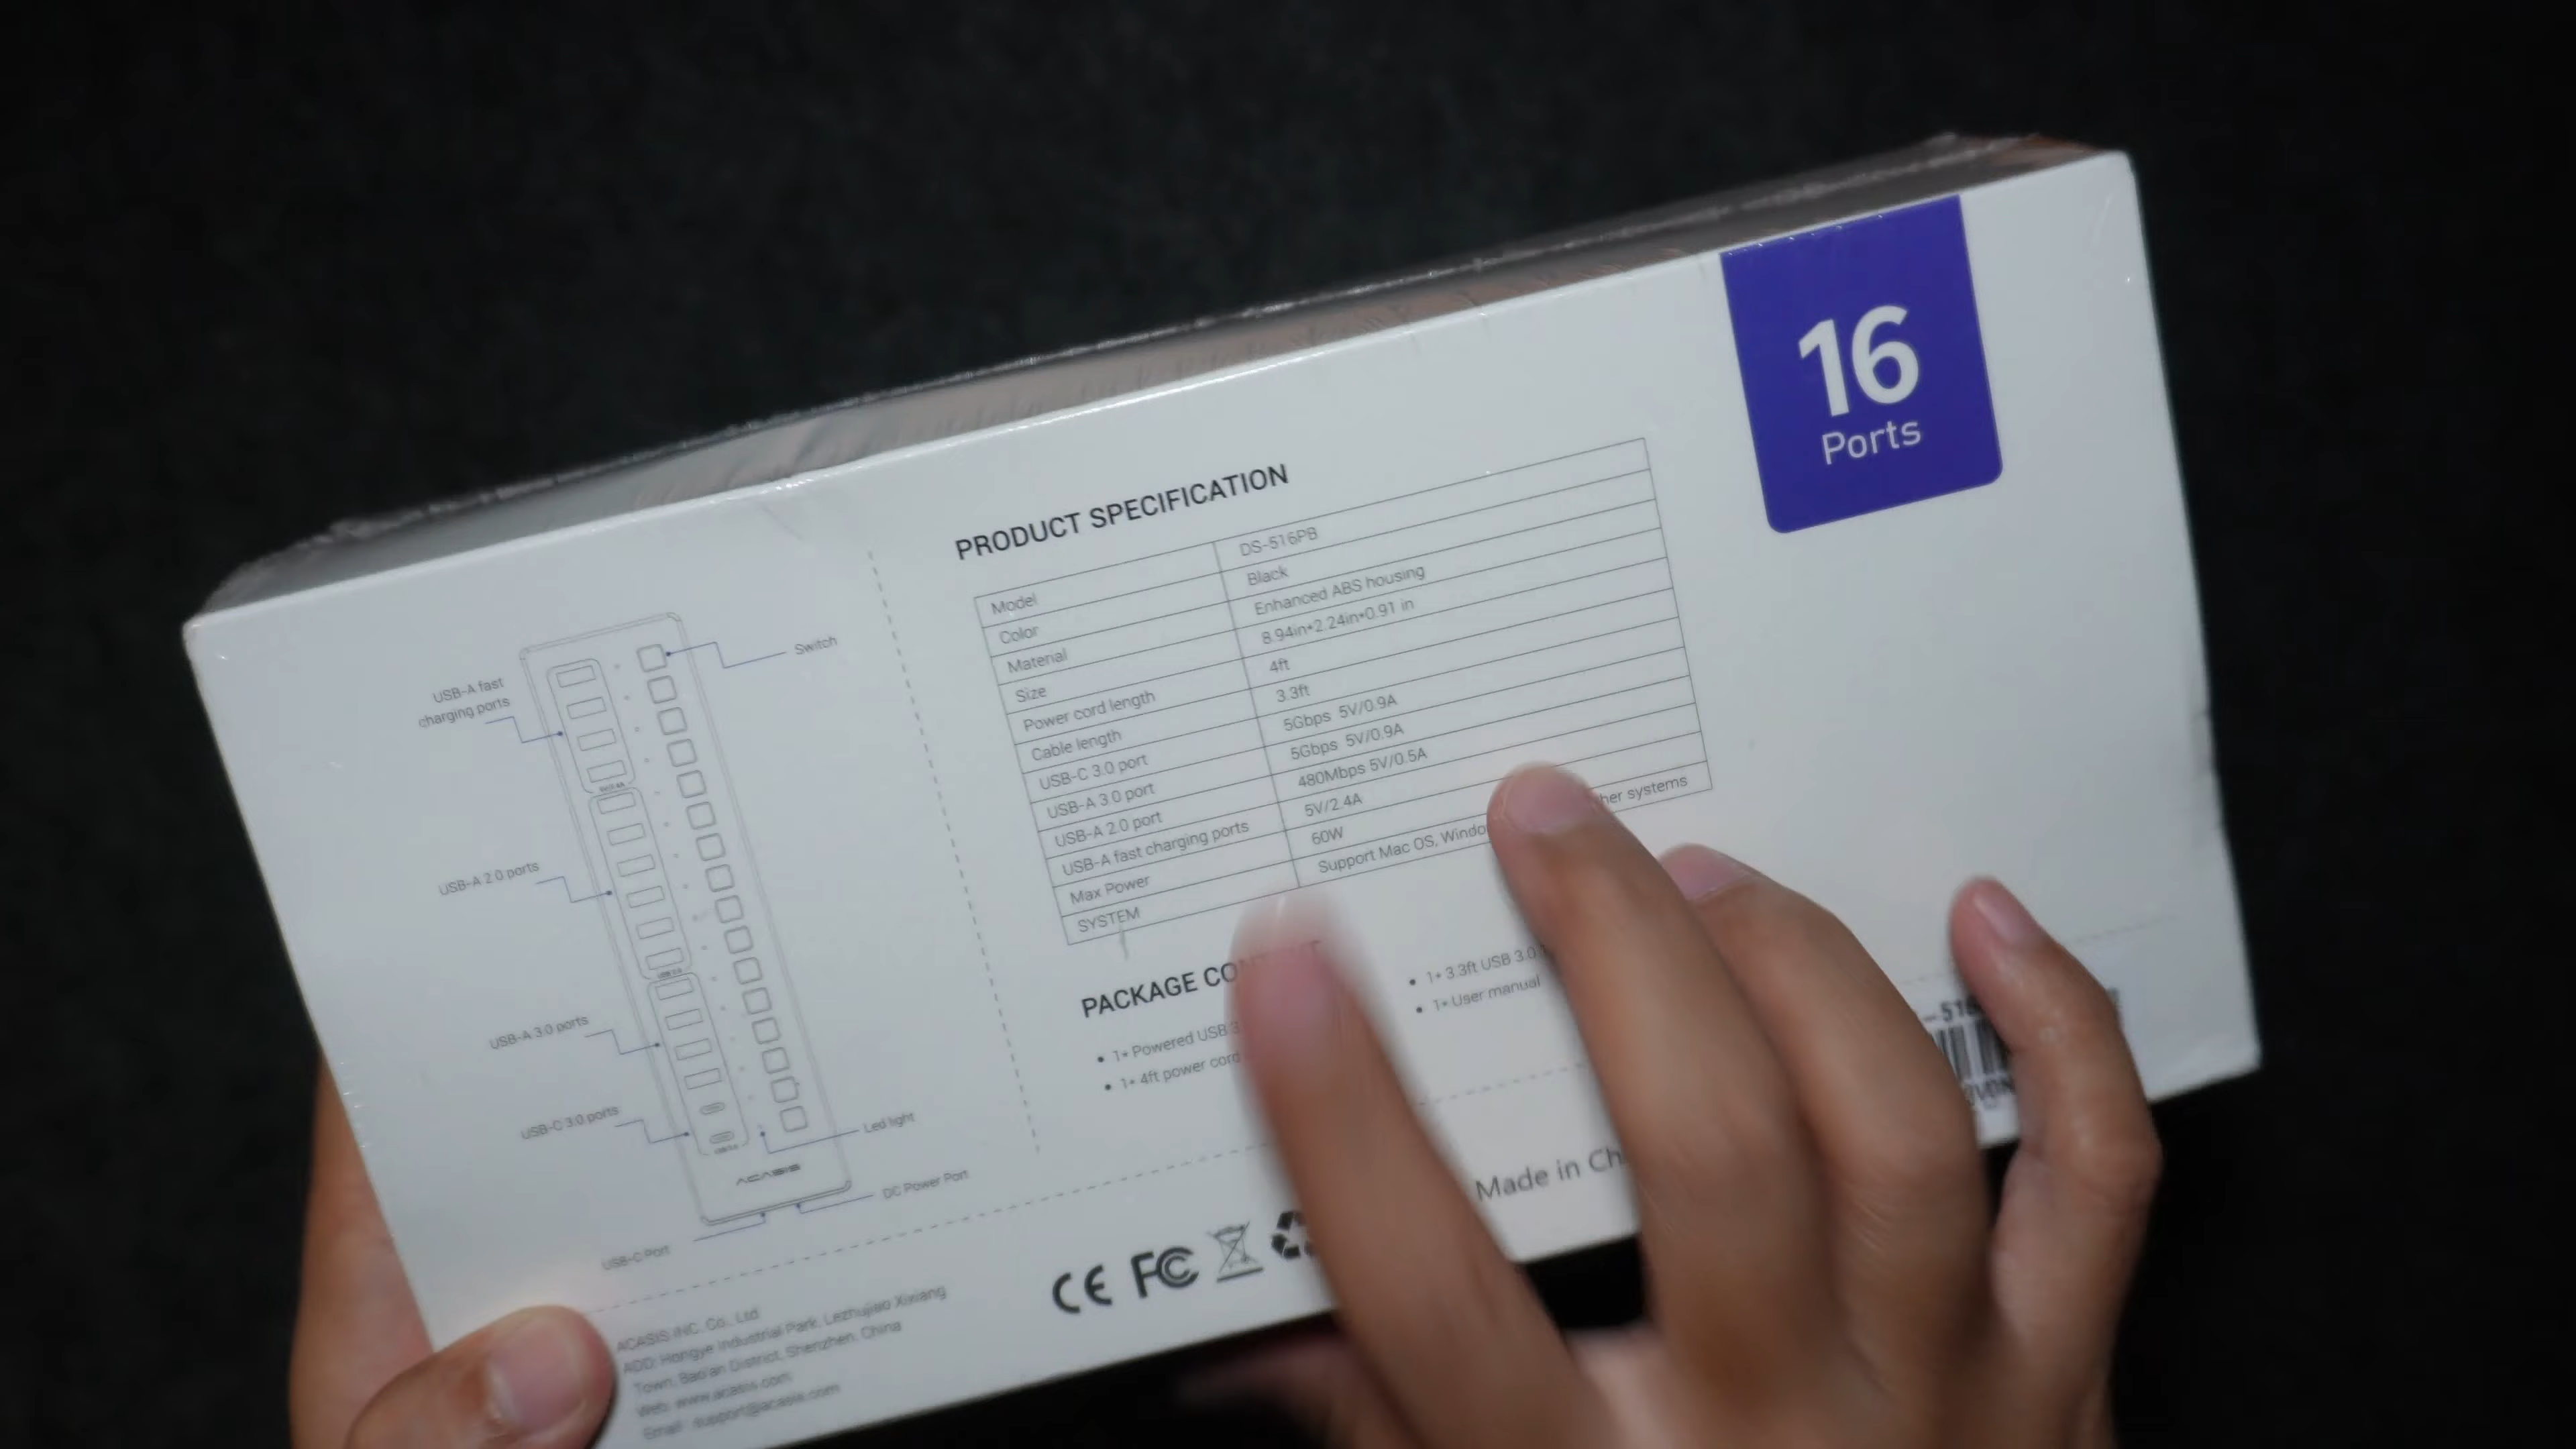 16
Ports
PRODUCT SPECIFICATION
Model DS-516PB
Color Black
Material Enhanced ABS housing
Size 8.94in*2.24in*0.91 in
Power cord length 4ft
Cable length 3.3ft
USB-C 3.0 port 5Gbps 5V/0.9A
USB-A 3.0 port 5Gbps 5V/0.9A
USB-A 2.0 port 480Mbps 5V/0.5A
USB-A fast charging ports 5V/2.4A
Max Power 60W
SYSTEM Support Mac OS, systems
Switch
USB-A fast
charging ports
USB-A 2.0 ports
USB-A 3.0 ports
USB-C 3.0 ports
Led light
ACASIS
DC Power Port
USB-C Port
PACKAGE
• 1* Powered USB
• 1* 4ft power cord
• 1* 3.3ft USB 3.0
• 1* User manual
Made in
CE FC
ACASIS INC. Co., Ltd
ADD: Hongye Industrial Park, Lezhujiao Xixiang
Town, Bao'an District, Shenzhen, China
Web: www.acasis.com
Email: support@acasis.com